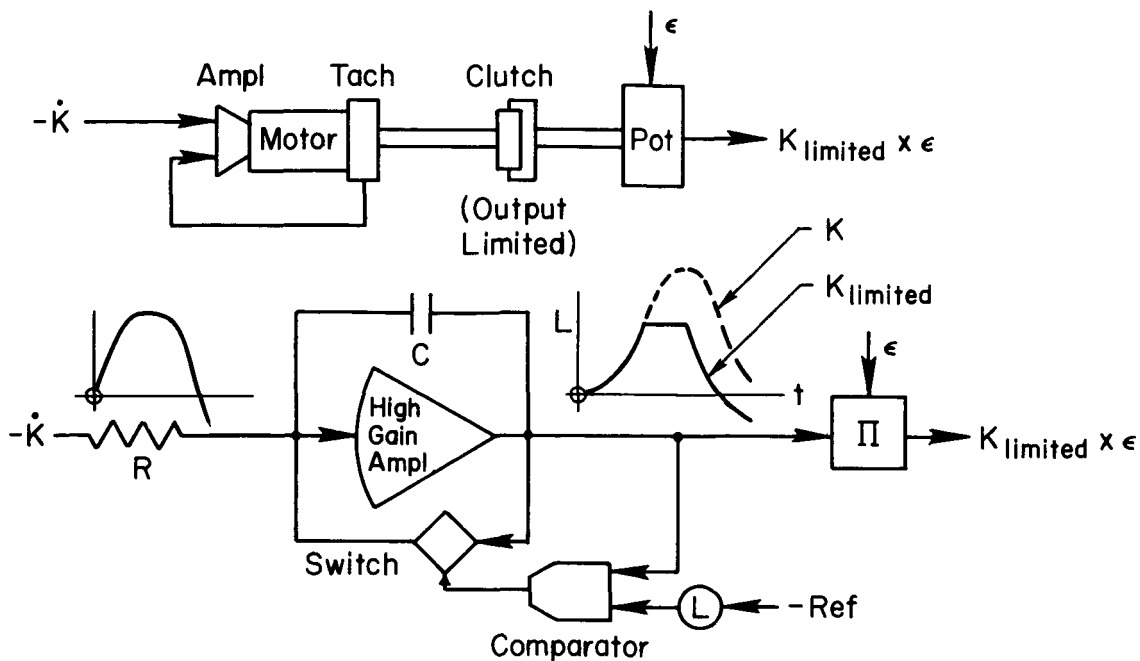 ϵ
Ampl
Tach
Clutch
-K̇
Motor
Pot
K limited x ϵ
(Output
Limited)
K
K limited
L
C
t
ϵ
High
Gain
Ampl
-K̇
R
Π
K limited x ϵ
Switch
L
-Ref
Comparator